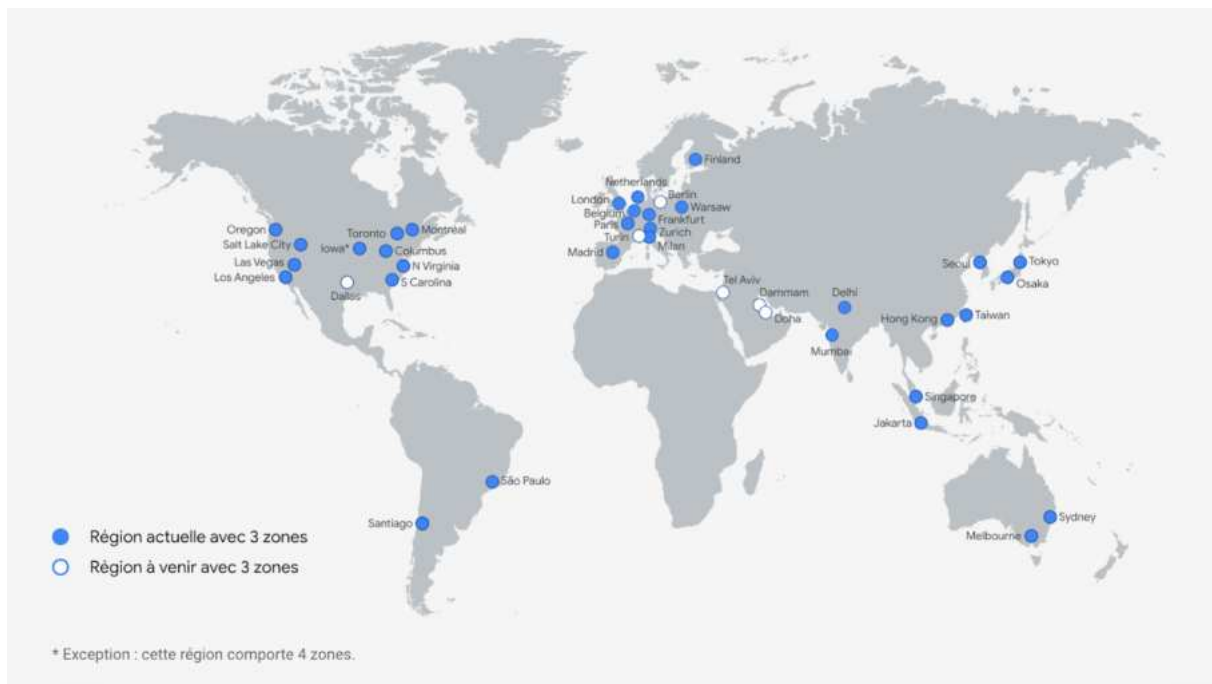 Finland
Netherlands
Berlin
London
Warsaw
Belgium
Frankfurt
Paris
Zurich
Turin
Milan
Madrid
Oregon
Toronto
Montréal
Salt Lake City
Iowa*
Columbus
Las Vegas
N Virginia
Los Angeles
S Carolina
Dallas
Seoul
Tokyo
Osaka
Tel Aviv
Dammam
Delhi
Doha
Hong Kong
Taiwan
Mumbai
Singapore
Jakarta
São Paulo
Santiago
Sydney
Melbourne
Région actuelle avec 3 zones
Région à venir avec 3 zones
* Exception : cette région comporte 4 zones.